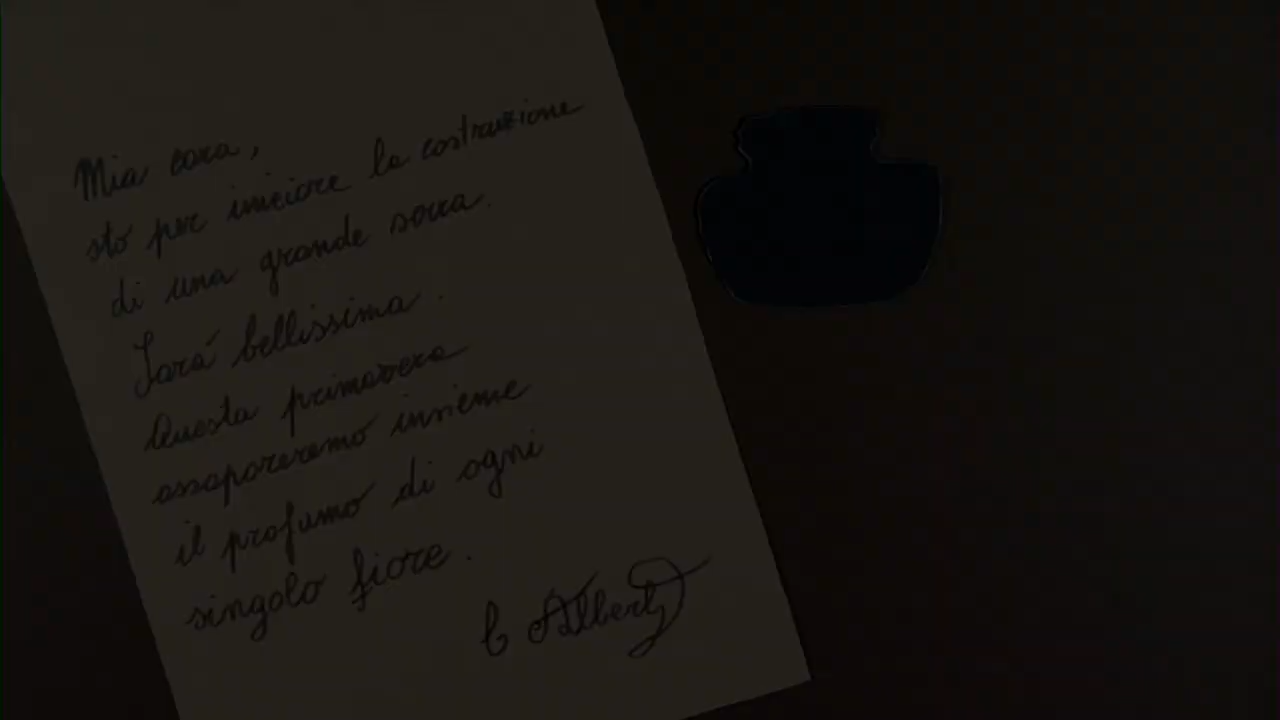 Mia cara,
sto per iniziare la costruzione
di una grande serra.
Sarà bellissima.
Questa primavera
assaporeremo insieme
il profumo di ogni
singolo fiore.
C Albert